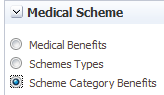 Medical Scheme
Medical Benefits
Schemes Types
Scheme Category Benefits